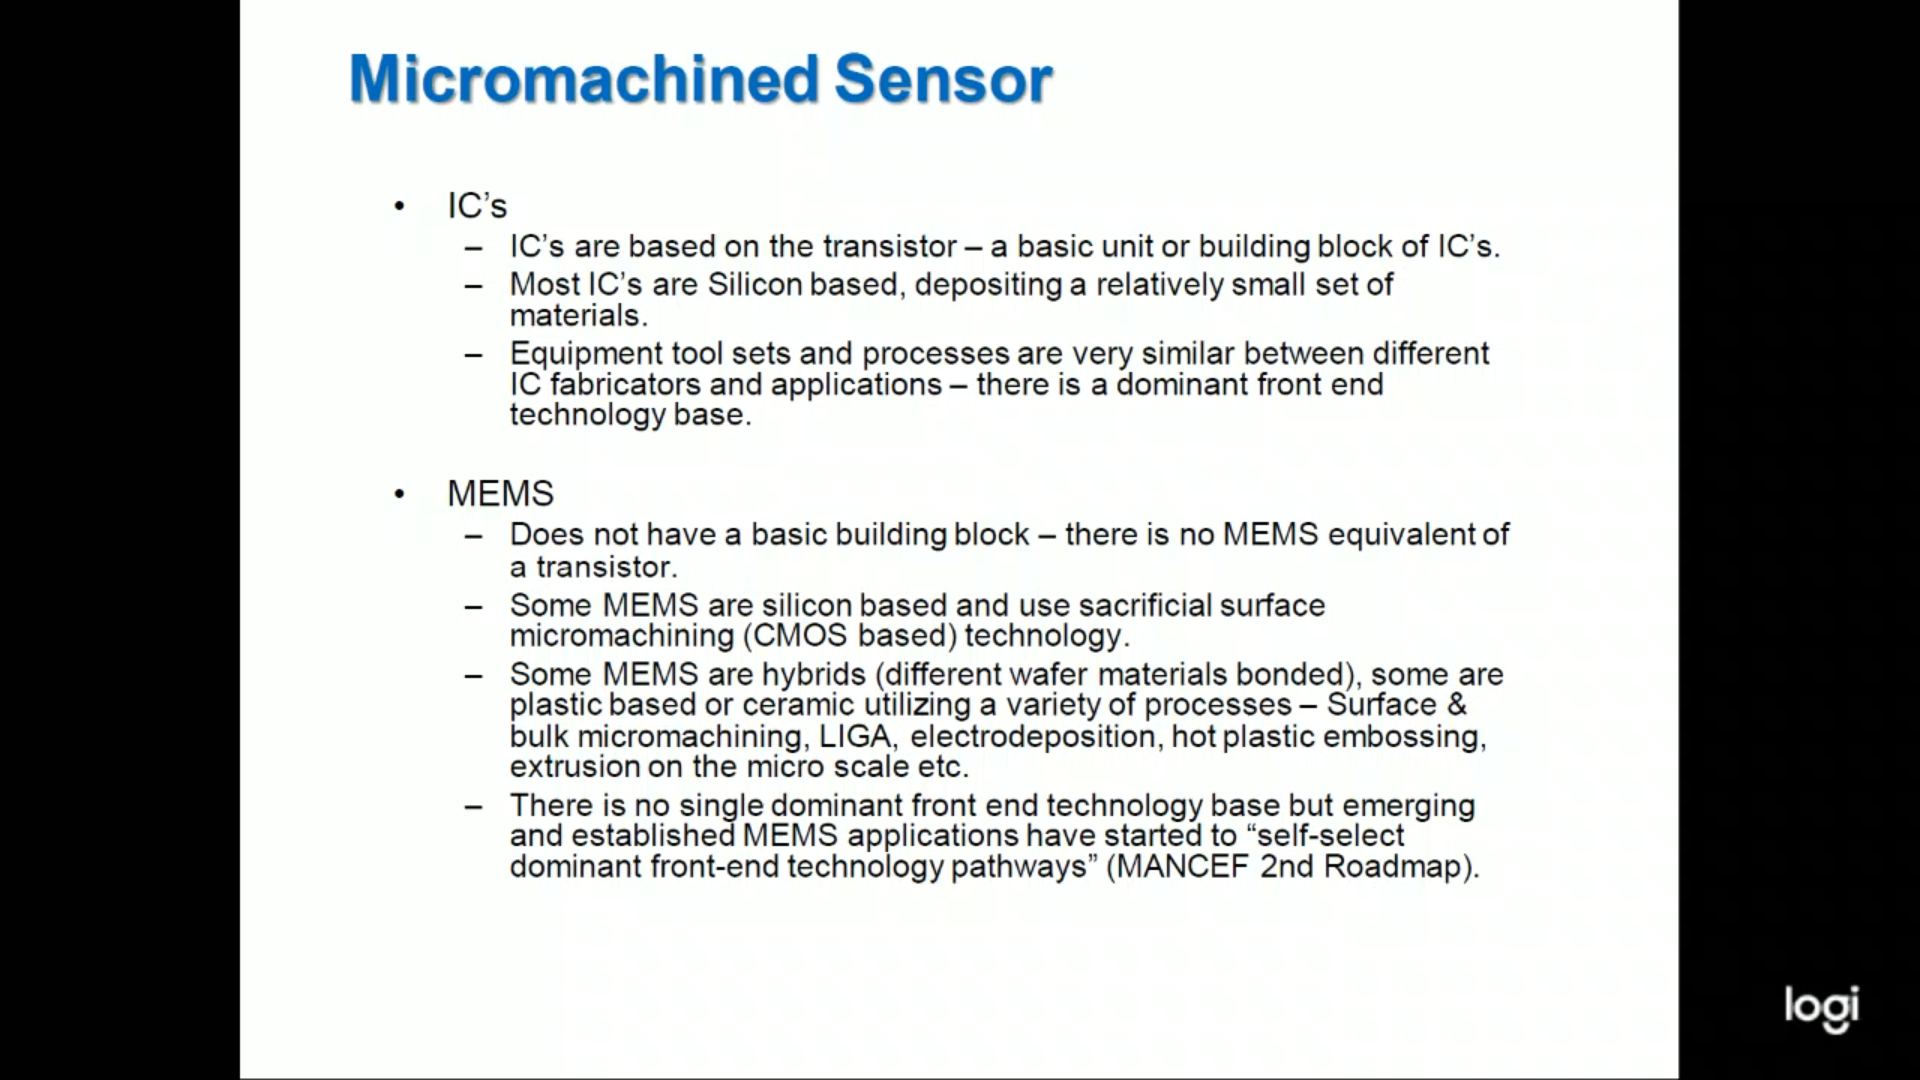 Micromachined Sensor
• IC’s
– IC’s are based on the transistor – a basic unit or building block of IC’s.
– Most IC’s are Silicon based, depositing a relatively small set of
materials.
– Equipment tool sets and processes are very similar between different
IC fabricators and applications – there is a dominant front end
technology base.
• MEMS
– Does not have a basic building block – there is no MEMS equivalent of
a transistor.
– Some MEMS are silicon based and use sacrificial surface
micromachining (CMOS based) technology.
– Some MEMS are hybrids (different wafer materials bonded), some are
plastic based or ceramic utilizing a variety of processes – Surface &
bulk micromachining, LIGA, electrodeposition, hot plastic embossing,
extrusion on the micro scale etc.
– There is no single dominant front end technology base but emerging
and established MEMS applications have started to “self-select
dominant front-end technology pathways” (MANCEF 2nd Roadmap).
logi